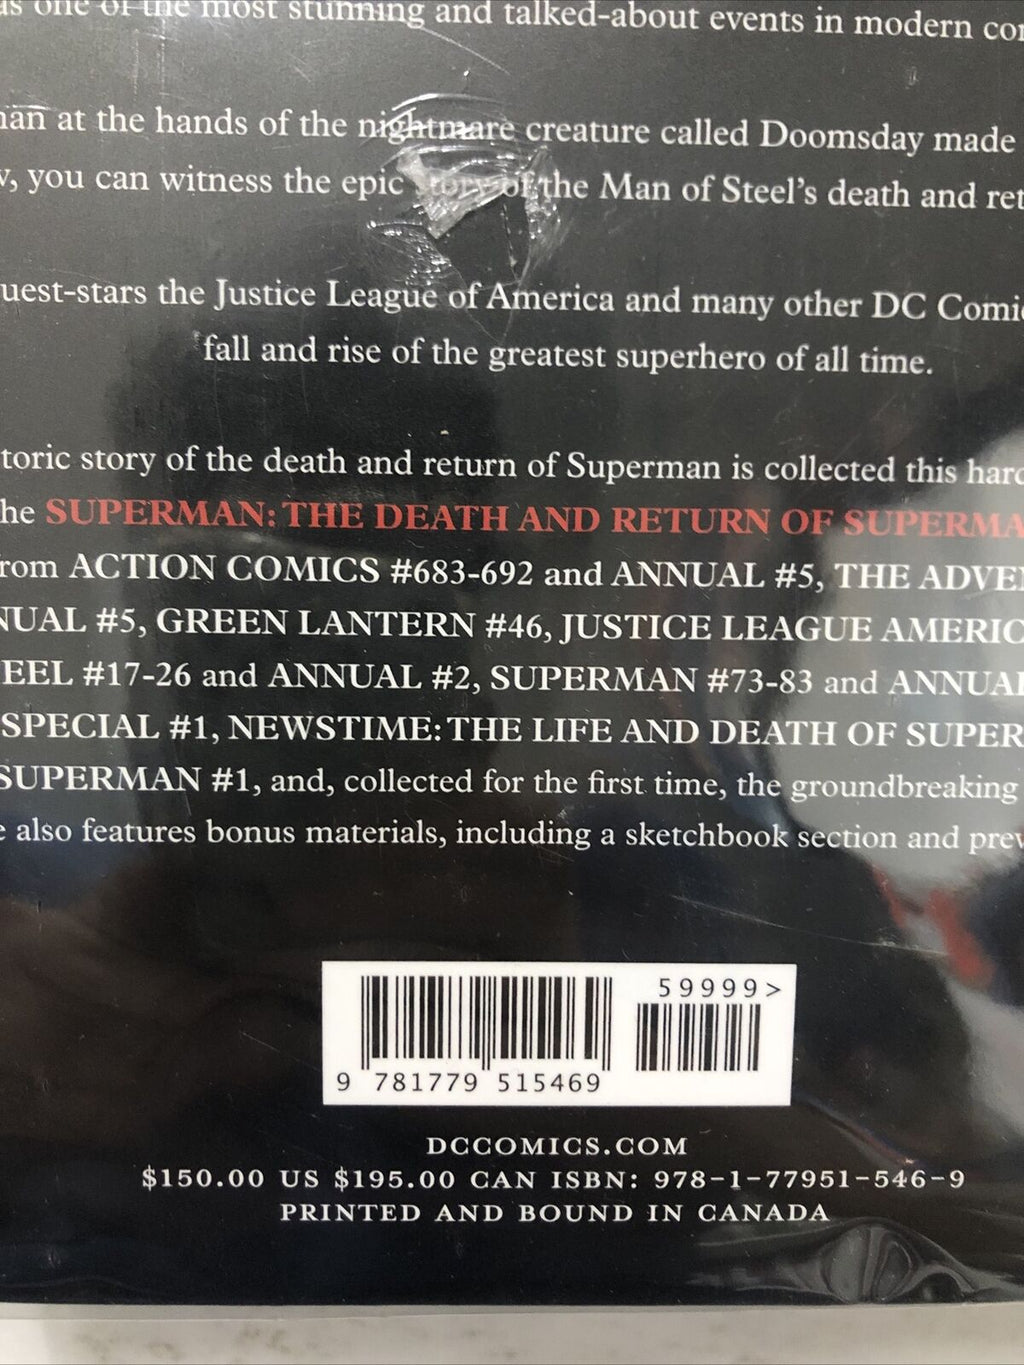 as one of the most stunning and talked-about events in modern
at the hands of the nightmare creature called Doomsday made
you can witness the epic story of the Man of Steel's death and
uest-stars the Justice League of America and many other DC Comi
fall and rise of the greatest superhero of all time.
toric story of the death and return of Superman is collected this hard
he SUPERMAN: THE DEATH AND RETURN OF SUPERMA
rom ACTION COMICS #683-692 and ANNUAL #5, THE ADVE
NUAL #5, GREEN LANTERN #46, JUSTICE LEAGUE AMERIC
EEL #17-26 and ANNUAL #2, SUPERMAN #73-83 and ANNUA
SPECIAL #1, NEWSTIME: THE LIFE AND DEATH OF SUPER
SUPERMAN #1, and, collected for the first time, the groundbreaking
also features bonus materials, including a sketchbook section and prev
59999>
9 781779 515469
DCCOMICS.COM
$150.00 US $195.00 CAN ISBN: 978-1-77951-546-9
PRINTED AND BOUND IN CANADA